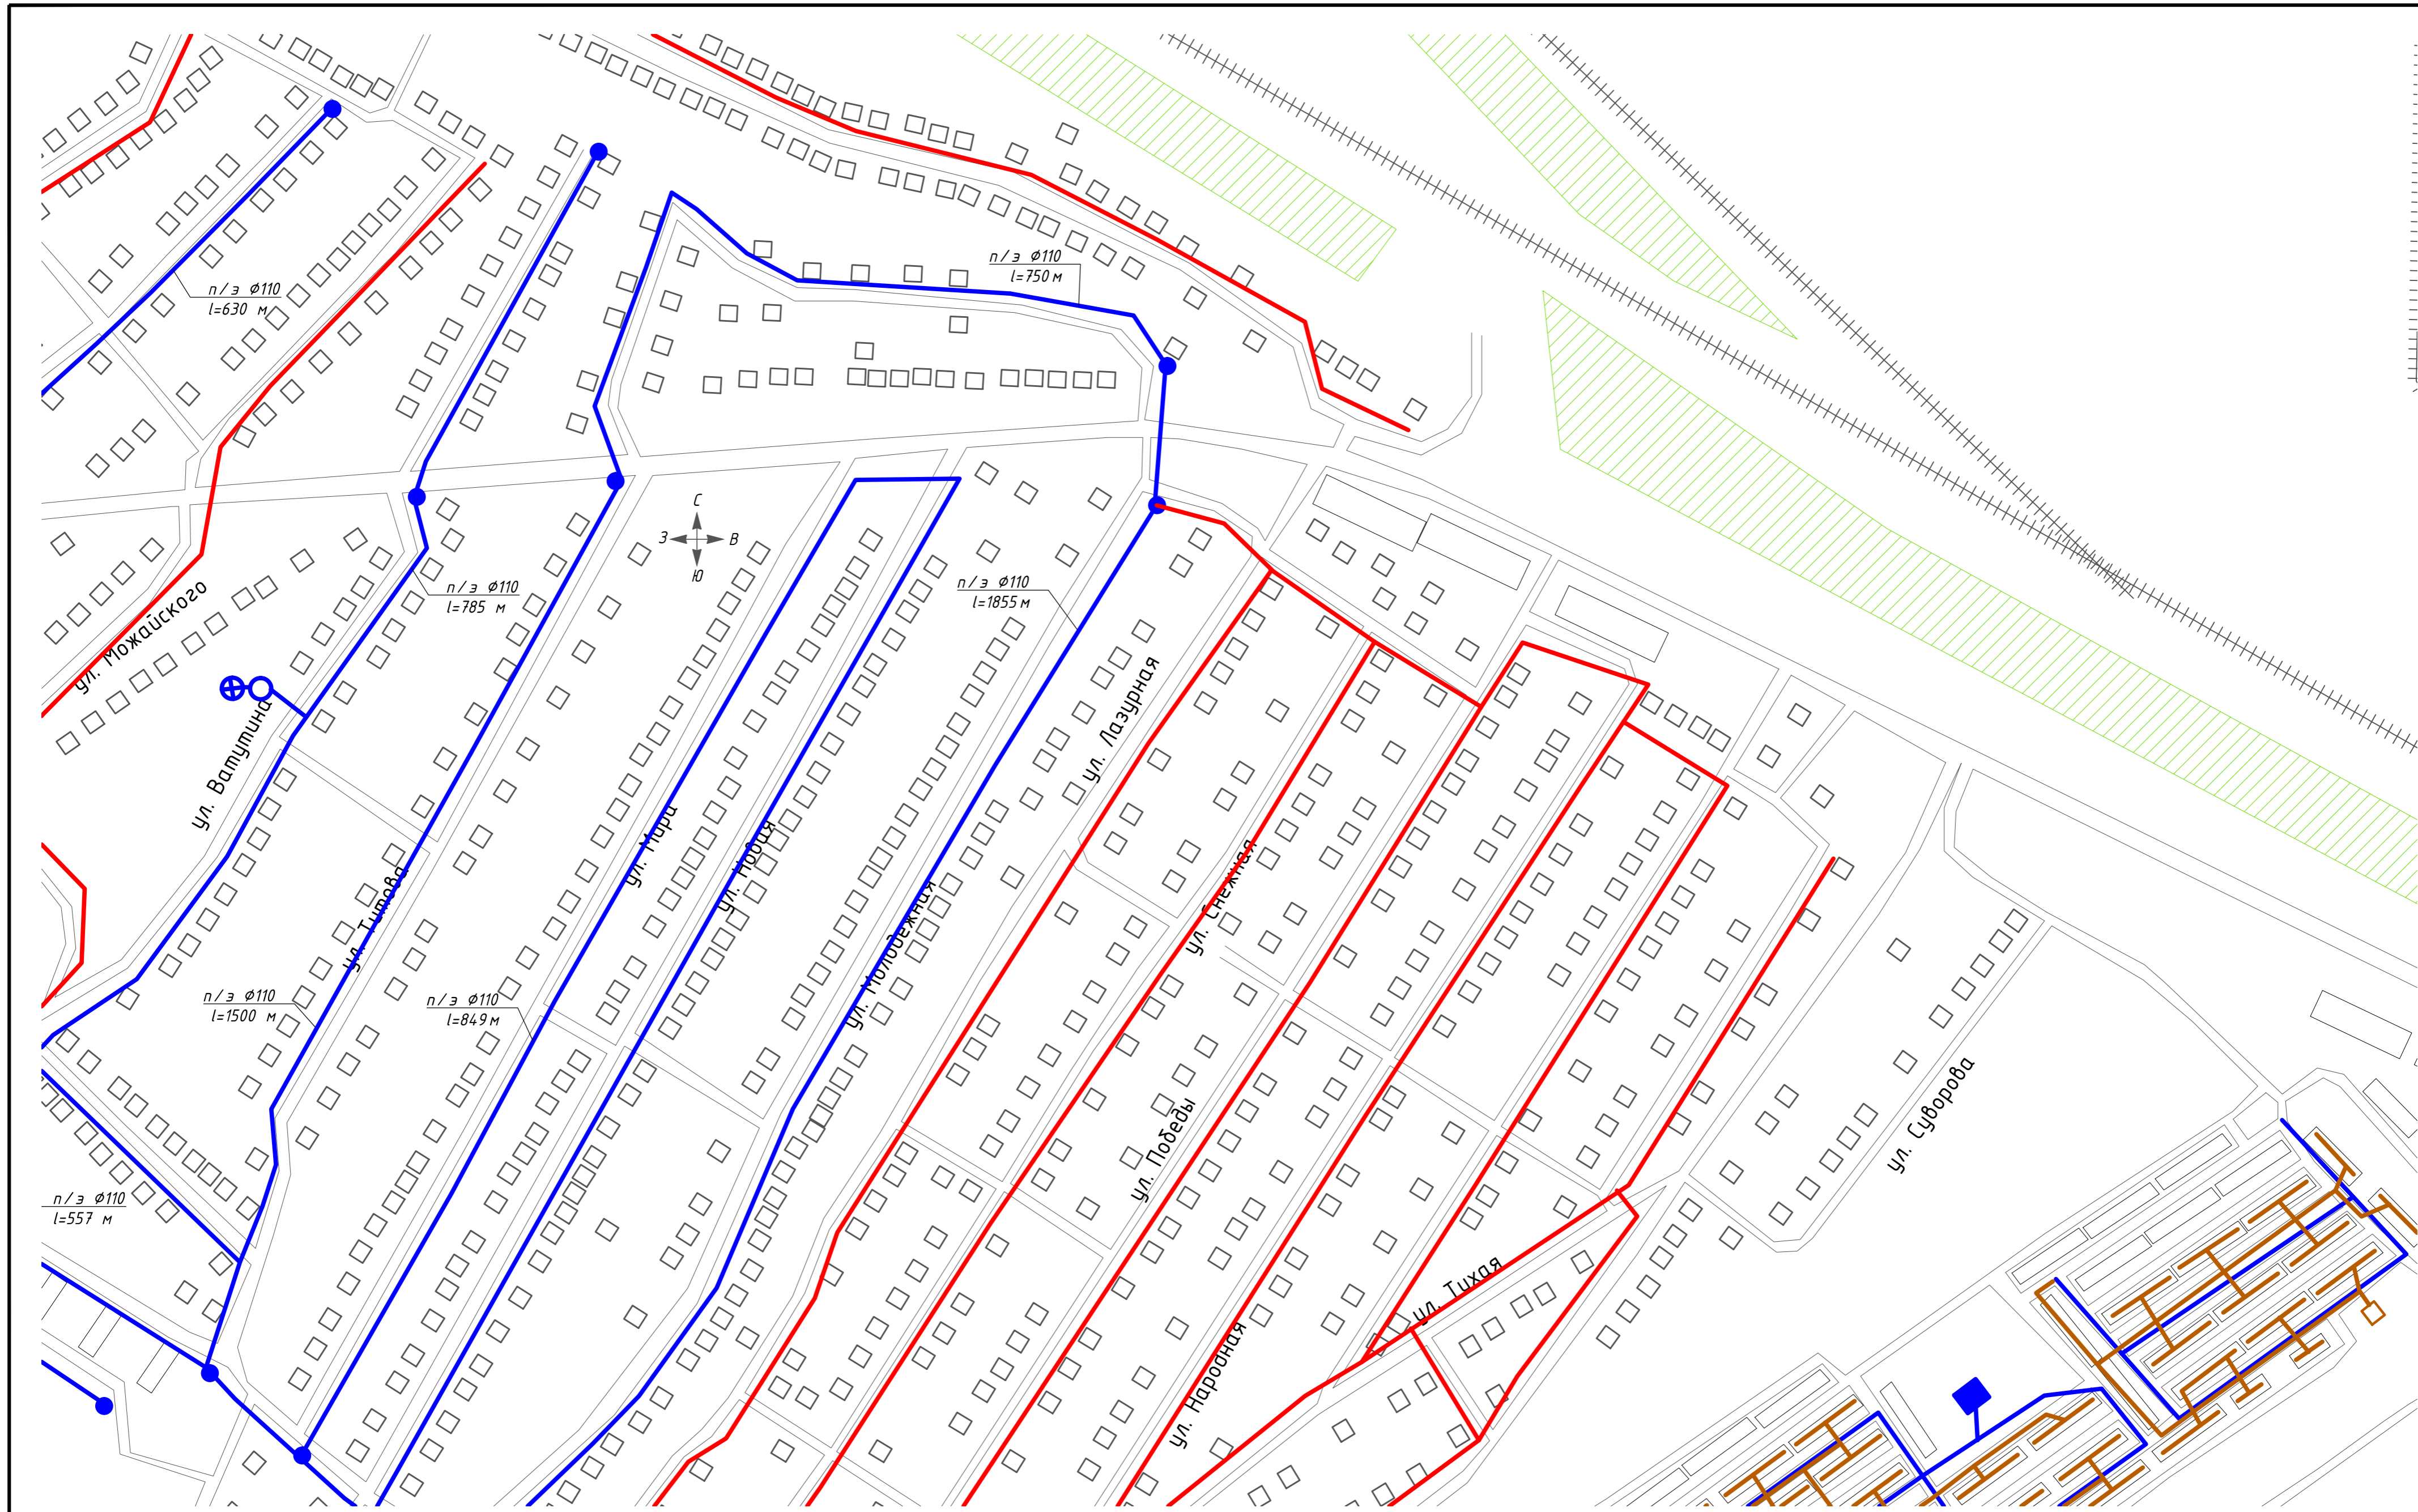 п/э Ф110
l=750 м
п/э Ф110
l=630 м
С
З
В
Ю
п/э Ф110
l=785 м
п/э Ф110
l=1855 м
ул. Можайского
ул. Лазурная
ул. Ватутина
ул. Мира
ул. Новая
ул. Титова
ул. Молодежная
ул. Снежная
п/э Ф110
l=1500 м
п/э Ф110
l=849 м
ул. Победы
ул. Суворова
п/э Ф110
l=557 м
ул. Тихая
ул. Народная